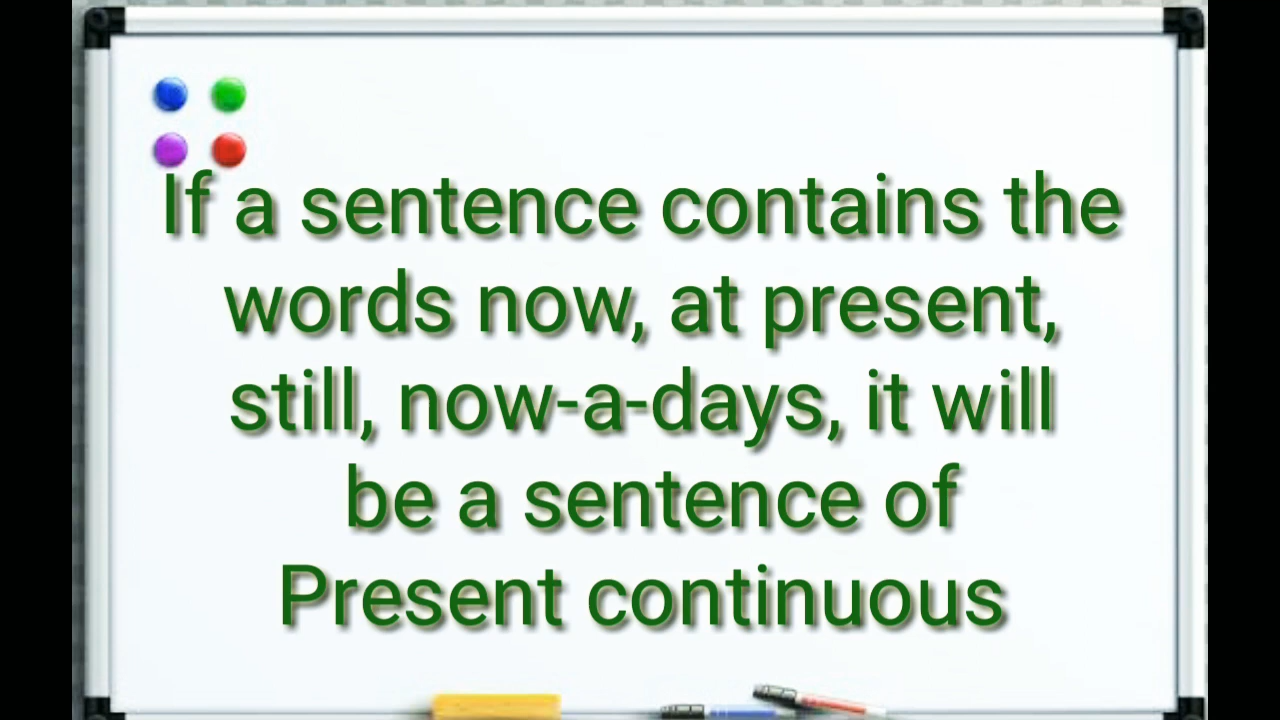 If a sentence contains the
words now, at present,
still, now-a-days, it will
be a sentence of
Present continuous